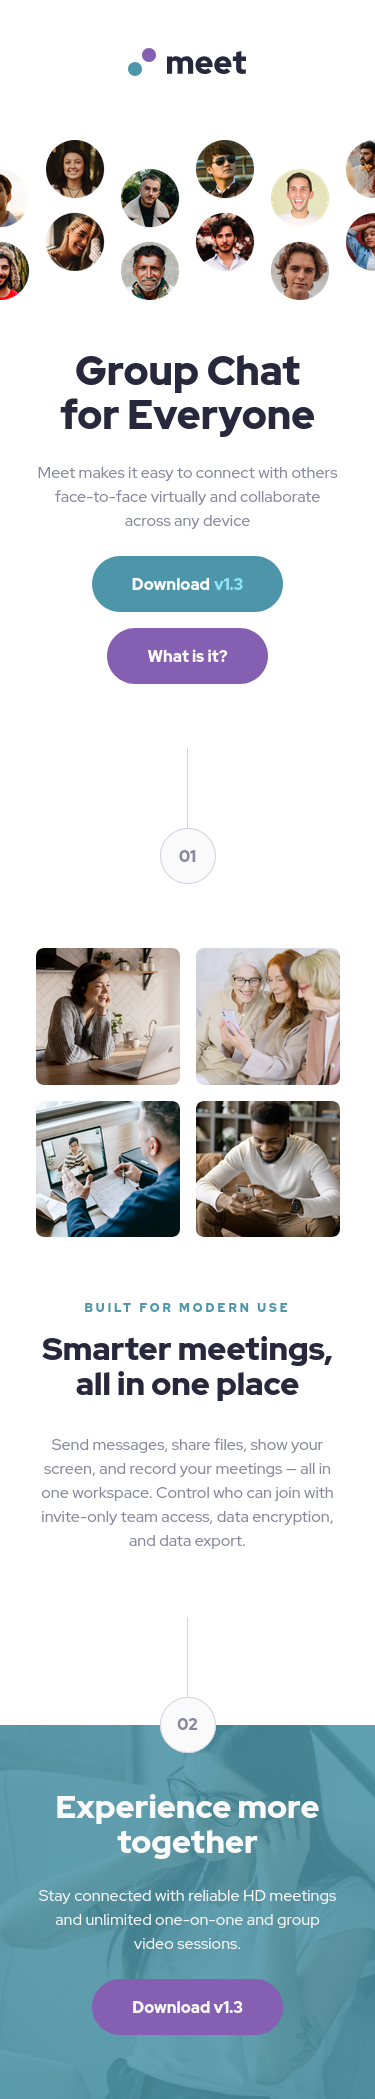 meet
Group Chat
for Everyone
Meet makes it easy to connect with others
face-to-face virtually and collaborate
across any device
Download v1.3
What is it?
01
BUILT FOR MODERN USE
Smarter meetings,
all in one place
Send messages, share files, show your
screen, and record your meetings — all in
one workspace. Control who can join with
invite-only team access, data encryption,
and data export.
02
Experience more
together
Stay connected with reliable HD meetings
and unlimited one-on-one and group
video sessions.
Download v1.3